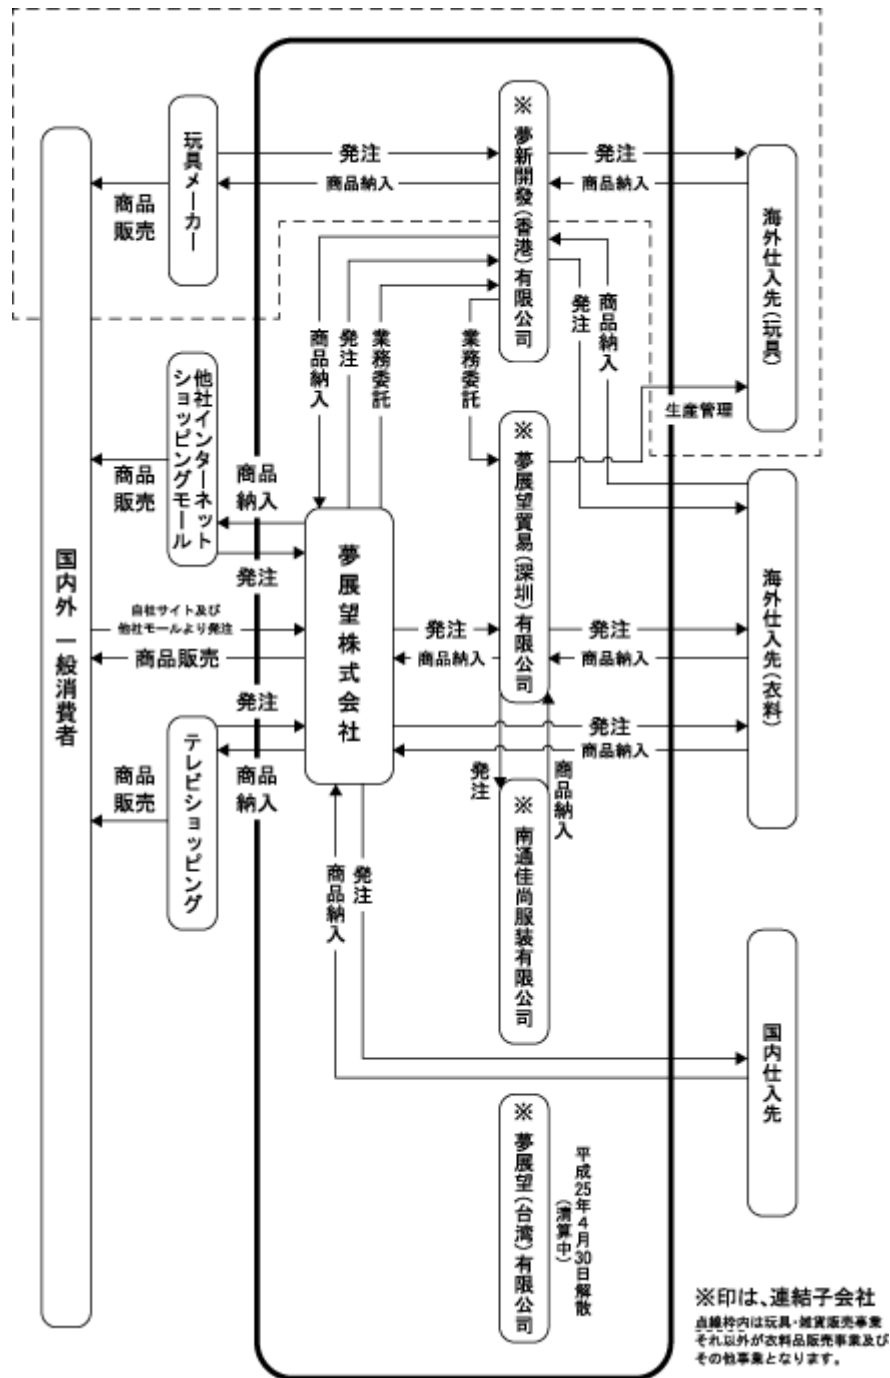 玩具メーカー
発注
商品納入
商品
販売
※ 夢新開發(香港)有限公司
発注
商品納入
海外仕入先(玩具)
商品納入
発注
業務委託
業務委託
発注
商品納入
生産管理
他社インターネット
ショッピングモール
商品
販売
商品
納入
発注
国内外 一般消費者
自社サイト及び
他社モールより発注
商品販売
夢展望株式会社
発注
商品納入
※ 夢展望貿易(深圳)有限公司
発注
商品納入
海外仕入先(衣料)
発注
商品納入
テレビショッピング
商品
販売
発注
商品
納入
発注
商品納入
※ 南通佳尚服装有限公司
商品納入
発注
国内仕入先
※ 夢展望(台湾)有限公司
平成25年4月30日解散
(清算中)
※印は、連結子会社
点線枠内は玩具・雑貨販売事業
それ以外が衣料品販売事業及び
その他事業となります。